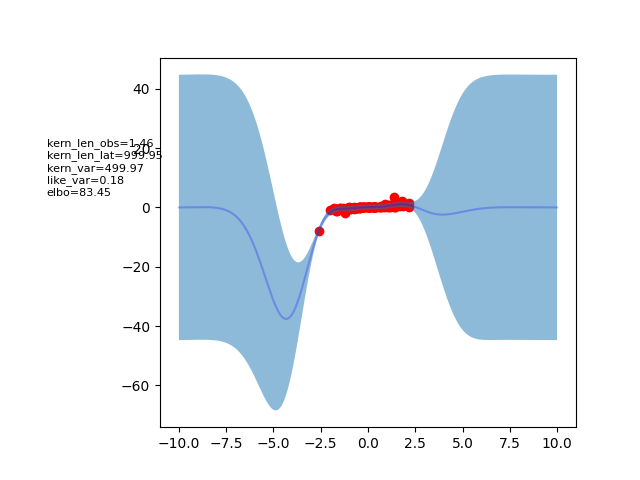 40
20
0
−20
−40
−60
kern_len_obs=1.46
kern_len_lat=999.95
kern_var=499.97
like_var=0.18
elbo=83.45
−10.0 −7.5 −5.0 −2.5 0.0 2.5 5.0 7.5 10.0